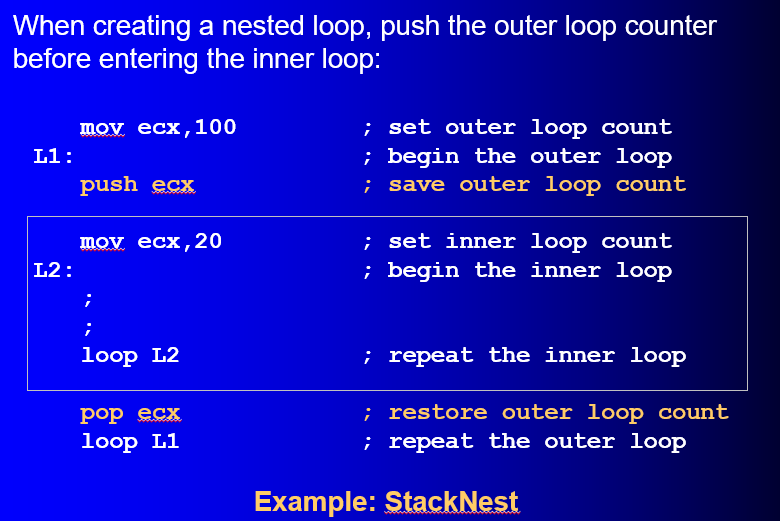 When creating a nested loop, push the outer loop counter
before entering the inner loop:
mov ecx,100 ; set outer loop count
L1: ; begin the outer loop
push ecx ; save outer loop count
mov ecx,20 ; set inner loop count
L2: ; begin the inner loop
;
;
loop L2 ; repeat the inner loop
pop ecx ; restore outer loop count
loop L1 ; repeat the outer loop
Example: StackNest